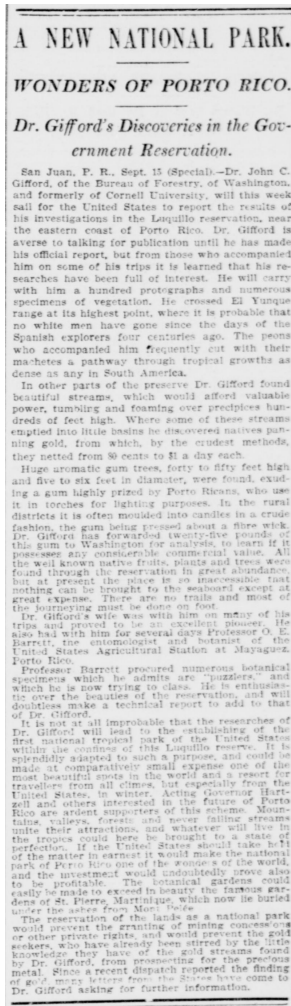 A NEW NATIONAL PARK.
WONDERS OF PORTO RICO.
Dr. Gifford's Discoveries in the Gov-
ernment Reservation.
San Juan, P. R., Sept. 15 (Special).—Dr. John C.
Gifford, of the Bureau of Forestry, of Washington,
and formerly of Cornell University, will this week
sail for the United States to report the results of
his investigations in the Luquillo reservation, near
the eastern coast of Porto Rico. Dr. Gifford is
averse to talking for publication until he has made
his official report, but from those who accompanied
him on some of his trips it is learned that his re-
searches have been full of interest. He will carry
with him a hundred protographs and numerous
specimens of vegetation. He crossed El Yunque
range at its highest point, where it is probable that
no white men have gone since the days of the
Spanish explorers four centuries ago. The peons
who accompanied him frequently cut with their
machetes a pathway through tropical growths as
dense as any in South America.
In other parts of the preserve Dr. Gifford found
beautiful streams, which would afford valuable
power, tumbling and foaming over precipices hun-
dreds of feet high. Where some of these streams
emptied into little basins he discovered natives pan-
ning gold, from which, by the crudest methods,
they netted from 80 cents to $1 a day each.
Huge aromatic gum trees, forty to fifty feet high
and five to six feet in diamater, were found, exud-
ing a gum highly prized by Porto Ricans, who use
it in torches for lighting purposes. In the rural
districts it is often moulded into candles in a crude
fashion, the gum being pressed about a fibre wick.
Dr. Gifford has forwarded twenty-five pounds of
this gum to Washington for analysis, to learn if it
possesses any considerable commercial value. All
the well known native fruits, plants and trees were
found through the reservation in great abundance,
but at present the place is so inaccessible that
nothing can be brought to the seaboard except at
great expense. There are no trails and most of
the journeying must be done on foot.
Dr. Gifford's wife was with him on many of his
trips and proved to be an excellent pioneer. He
also had with him for several days Professor O. E.
Barrett, the entomologist and botanist of the
United States Agricultural Station at Mayaguez,
Porto Rico.
Professor Barrett procured numerous botanical
specimens which he admits are "puzzlers," and
which he is now trying to class. He is enthusias-
tic over the beauties of the reservation, and will
doubtless make a technical report to add to that
of Dr. Gifford.
It is not at all improbable that the researches of
Dr. Gifford will lead to the establishing of the
first national tropical park of the United States
within the confines of this Luquillo reserve. It is
splendidly adapted to such a purpose, and could be
made at comparatively small expense one of the
most beautiful spots in the world and a resort for
travellers from all climes, but especially from the
United States, in winter. Acting Governor Hart-
zell and others interested in the future of Porto
Rico are ardent supporters of this scheme. Moun-
tains, valleys, forests and never failing streams
unite their attractions, and whatever will live in
the tropics could here be brought to a state of
perfection. If the United States should take hold
of the matter in earnest it would make the national
park of Porto Rico one of the wonders of the world,
and the investment would undoubtedly prove also
to be profitable. The botanical gardens could
easily be made to exceed in beauty the famous gar-
dens of St. Pierre, Martinique, which now lie buried
under the ashes from Mont Pelée.
The reservation of the lands as a national park
would prevent the granting of mining concessions
or other private rights, and would prevent the gold
seekers, who have already been stirred by the little
knowledge they have of the gold streams found
by Dr. Gifford, from prospecting for the precious
metal. Since a recent dispatch reported the finding
of gold many letters from the States have come to
Dr. Gifford asking for further information.